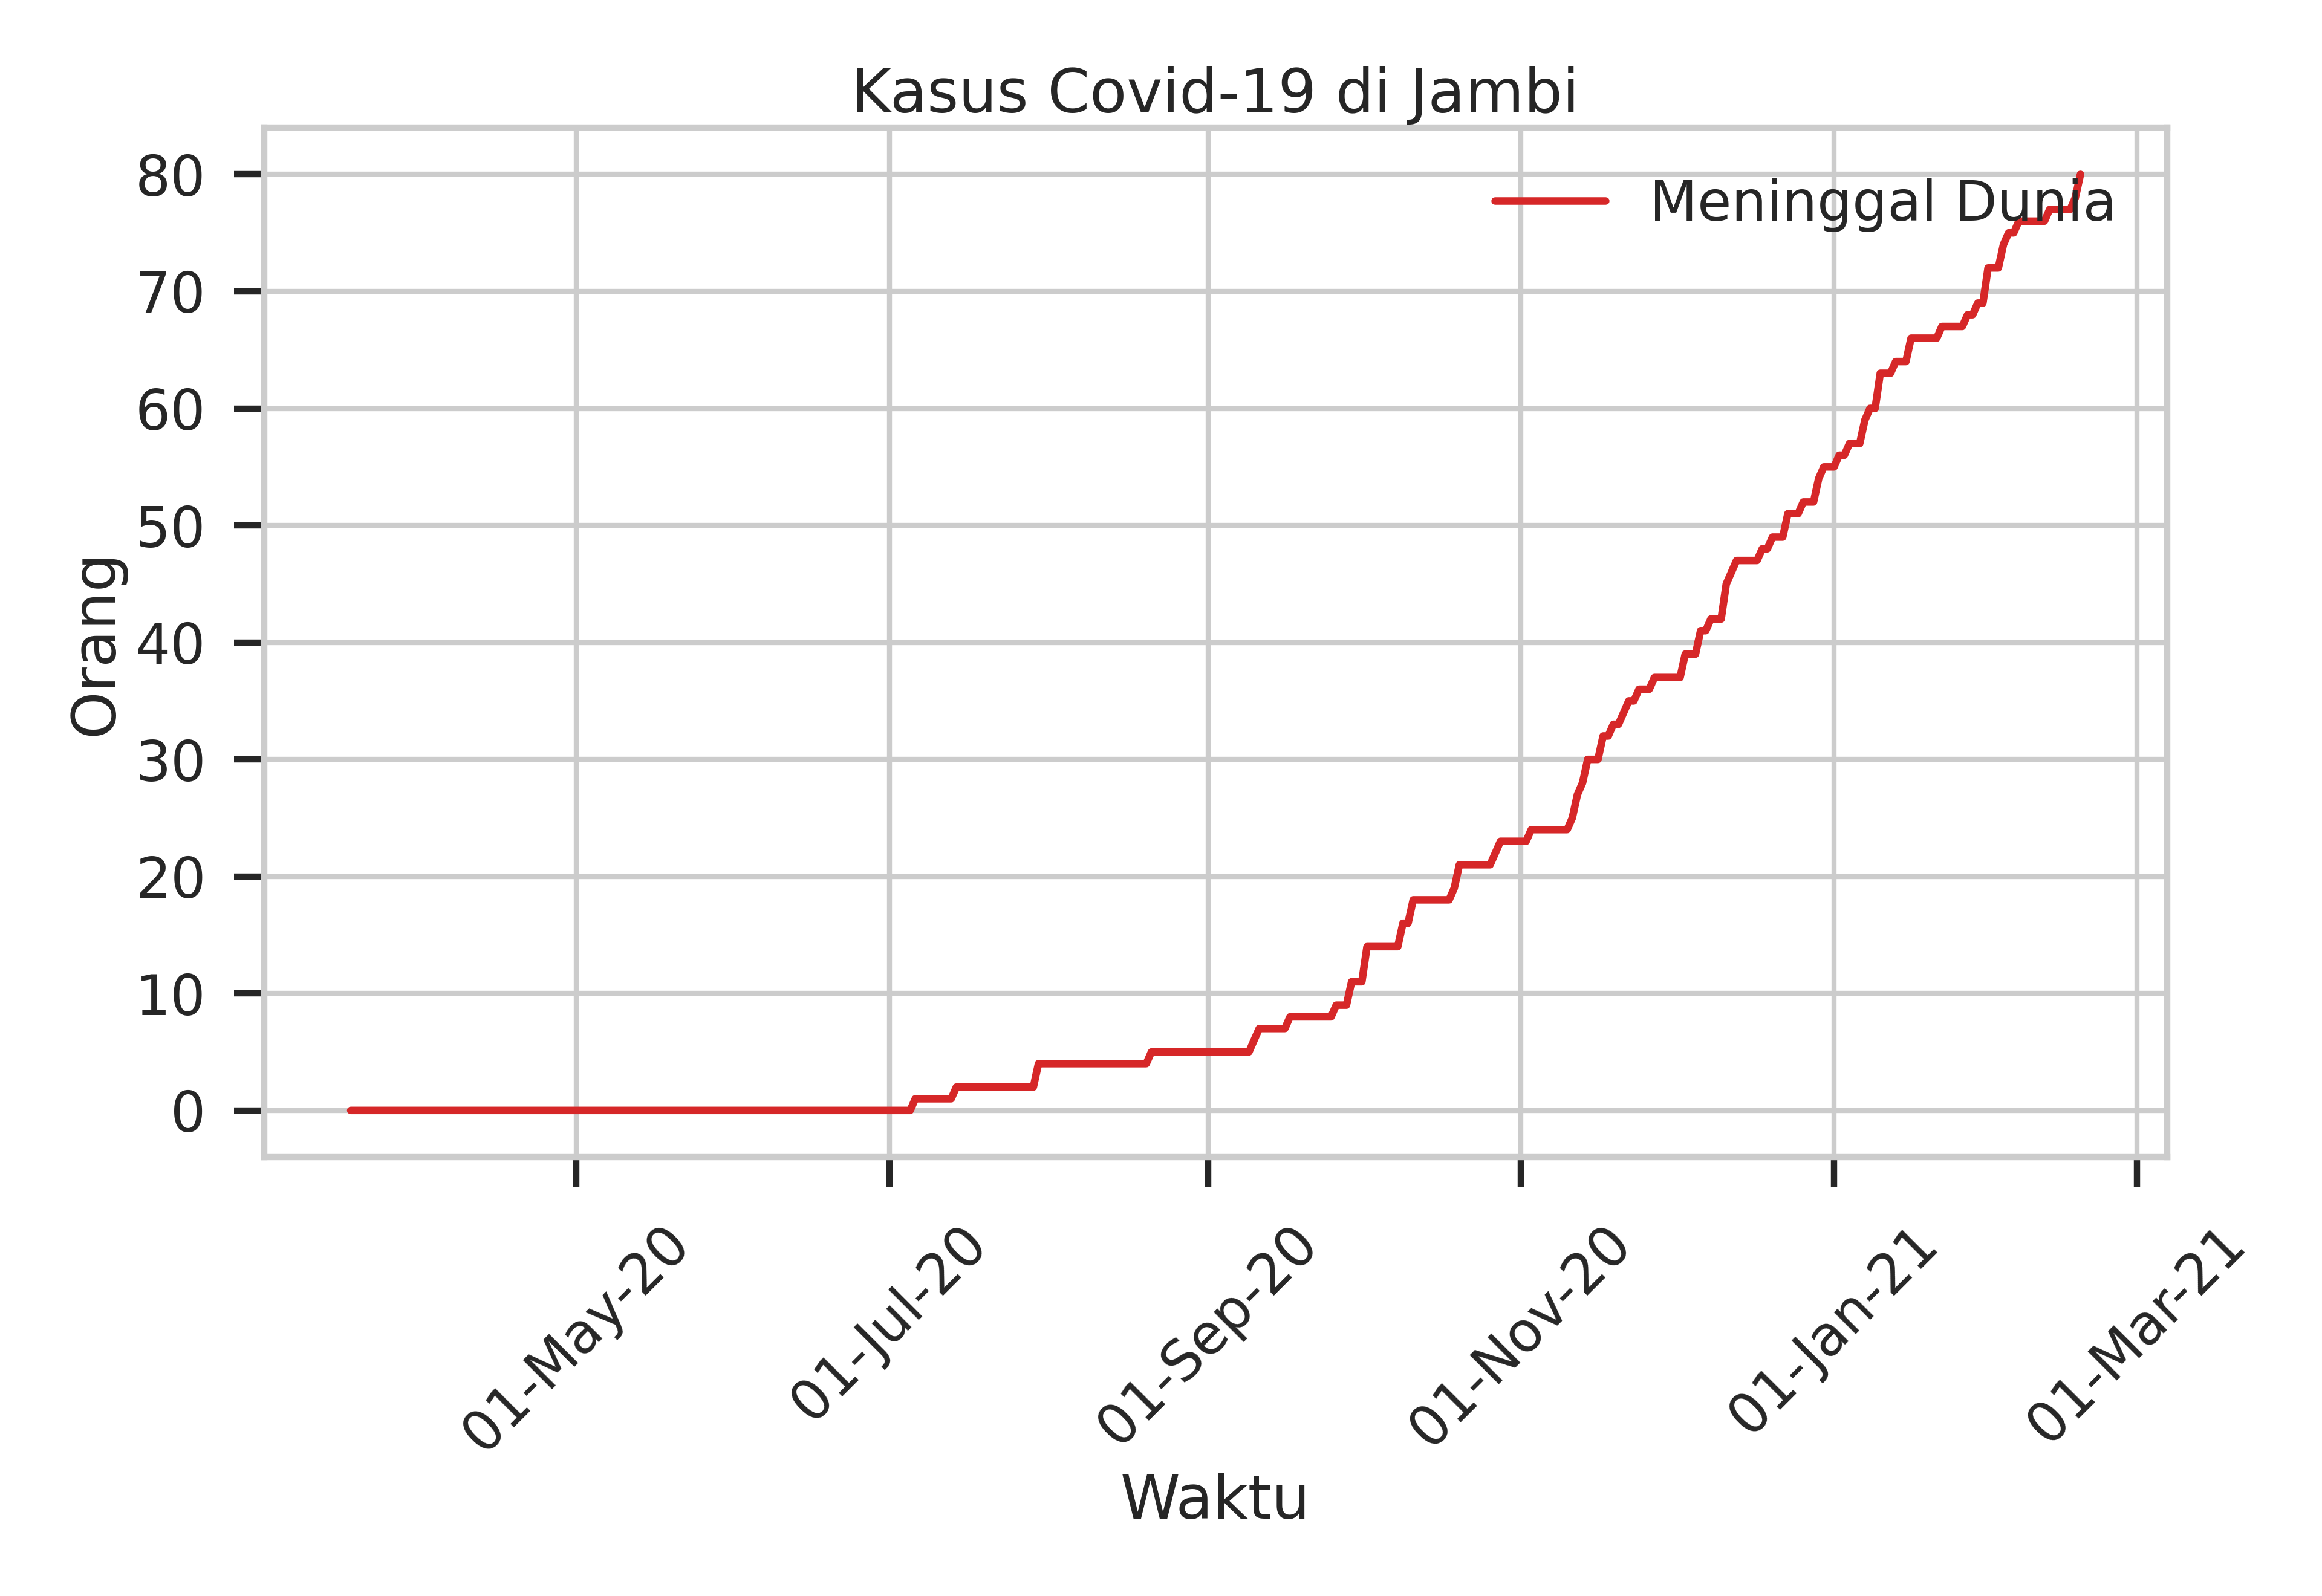 Kasus Covid-19 di Jambi
Meninggal Dunia
Orang
80
70
60
50
40
30
20
10
0
01-May-20
01-Jul-20
01-Sep-20
01-Nov-20
01-Jan-21
01-Mar-21
Waktu